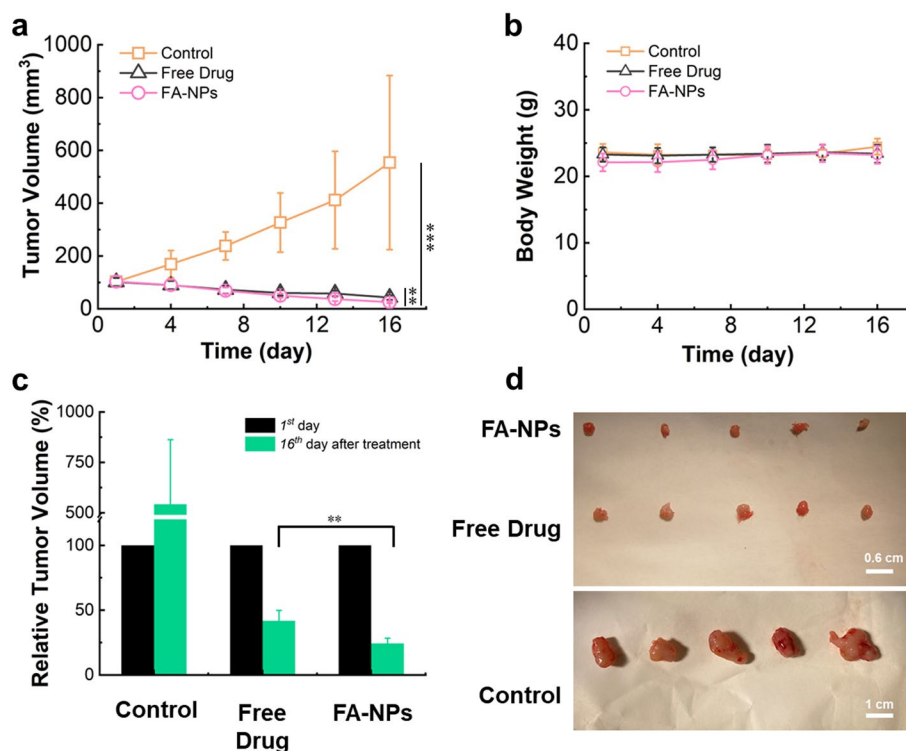 a
Tumor Volume (mm³)
1000
800
600
400
200
0
Control
Free Drug
FA-NPs
***
**
0 4 8 12 16
Time (day)
b
Body Weight (g)
40
30
20
10
0
Control
Free Drug
FA-NPs
0 4 8 12 16
Time (day)
c
Relative Tumor Volume (%)
1000
750
500
100
50
0
1st day
16th day after treatment
**
Control
Free
Drug
FA-NPs
d
FA-NPs
Free Drug
0.6 cm
Control
1 cm